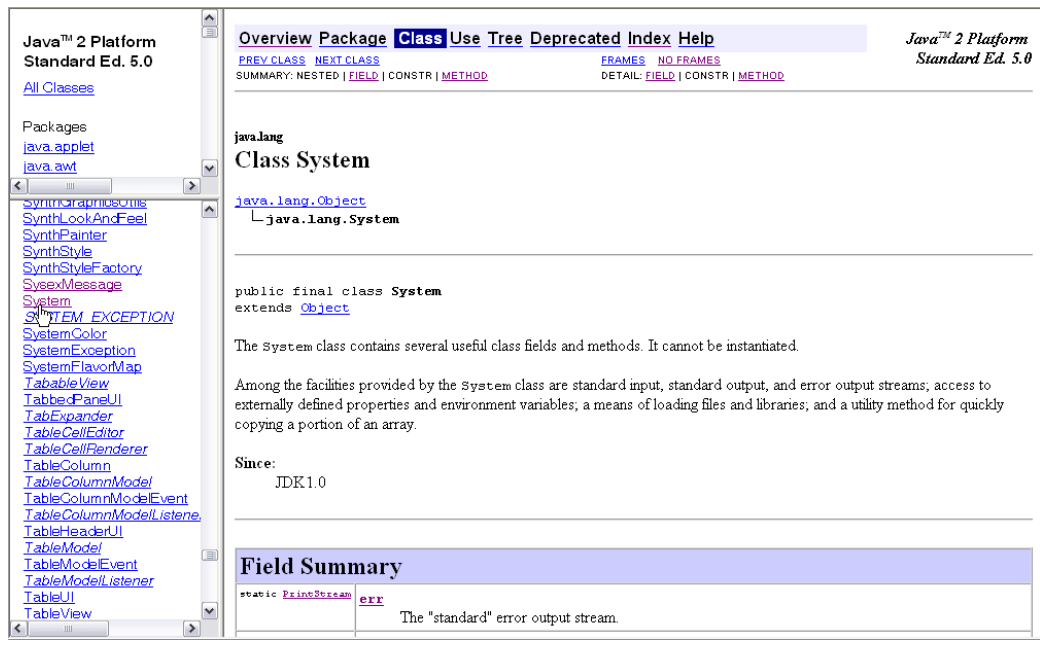 Java™ 2 Platform
Standard Ed. 5.0
All Classes
Packages
java.applet
java.awt
SynthGraphicsUtils
SynthLookAndFeel
SynthPainter
SynthStyle
SynthStyleFactory
SysexMessage
System
SYSTEM_EXCEPTION
SystemColor
SystemException
SystemFlavorMap
TabableView
TabbedPaneUI
TabExpander
TableCellEditor
TableCellRenderer
TableColumn
TableColumnModel
TableColumnModelEvent
TableColumnModelListene
TableHeaderUI
TableModel
TableModelEvent
TableModelListener
TableUI
TableView
Overview Package Class Use Tree Deprecated Index Help
Java™ 2 Platform
Standard Ed. 5.0
PREV CLASS NEXT CLASS
FRAMES NO FRAMES
SUMMARY: NESTED | FIELD | CONSTR | METHOD
DETAIL: FIELD | CONSTR | METHOD
java.lang
Class System
java.lang.Object
java.lang.System
public final class System
extends Object
The System class contains several useful class fields and methods. It cannot be instantiated.
Among the facilities provided by the System class are standard input, standard output, and error output streams; access to
externally defined properties and environment variables; a means of loading files and libraries; and a utility method for quickly
copying a portion of an array.
Since:
JDK1.0
Field Summary
static PrintStream err
The "standard" error output stream.